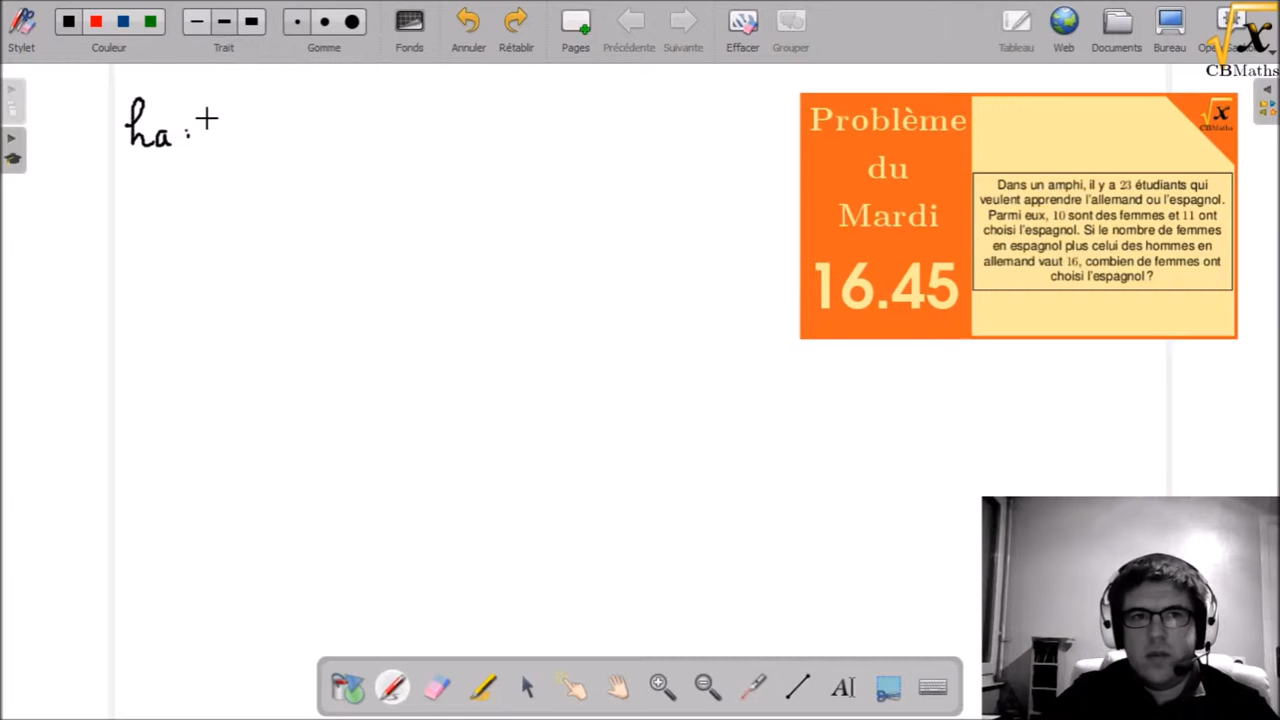 Stylet
Couleur
Trait
Gomme
Fonds
Annuler
Rétablir
Pages
Précédente
Suivante
Effacer
Grouper
Tableau
Web
Documents
Bureau
√x
CBMaths
ha :
Problème
du
Mardi
16.45
√x
CBMaths
Dans un amphi, il y a 23 étudiants qui
veulent apprendre l'allemand ou l'espagnol.
Parmi eux, 10 sont des femmes et 11 ont
choisi l'espagnol. Si le nombre de femmes
en espagnol plus celui des hommes en
allemand vaut 16, combien de femmes ont
choisi l'espagnol ?
AI